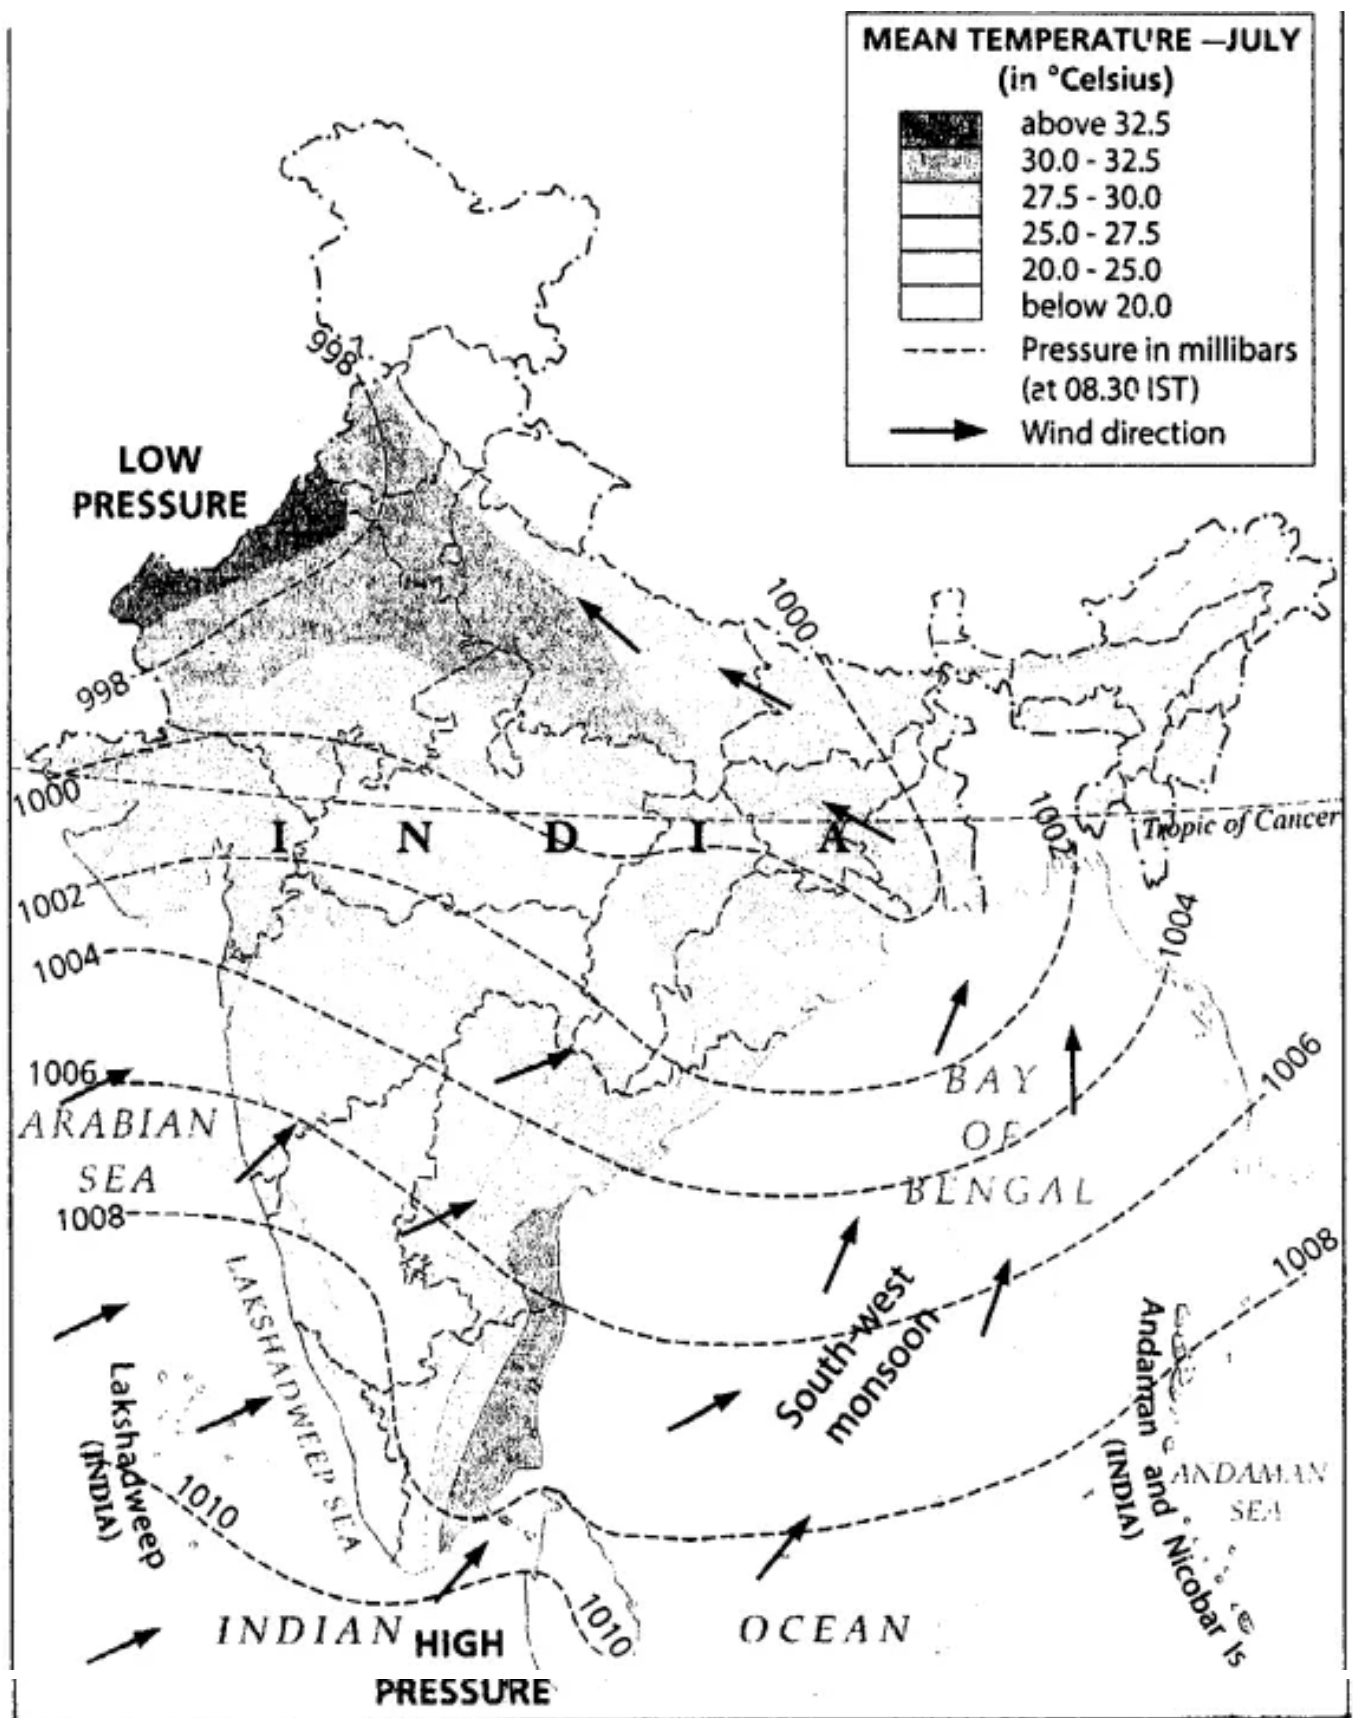 MEAN TEMPERATURE —JULY
(in °Celsius)
above 32.5
30.0 - 32.5
27.5 - 30.0
25.0 - 27.5
20.0 - 25.0
below 20.0
Pressure in millibars
(at 08.30 IST)
Wind direction
998
LOW
PRESSURE
1000
998
1000
I N D I A
1002
Tropic of Cancer
1002
1004
1004
1006
1006
ARABIAN
SEA
BAY
OF
BENGAL
1008
1008
LAKSHADWEEP SEA
South-west
monsoon
Lakshadweep
(INDIA)
Andaman and Nicobar Is
(INDIA)
ANDAMAN
SEA
1010
1010
INDIAN OCEAN
HIGH
PRESSURE